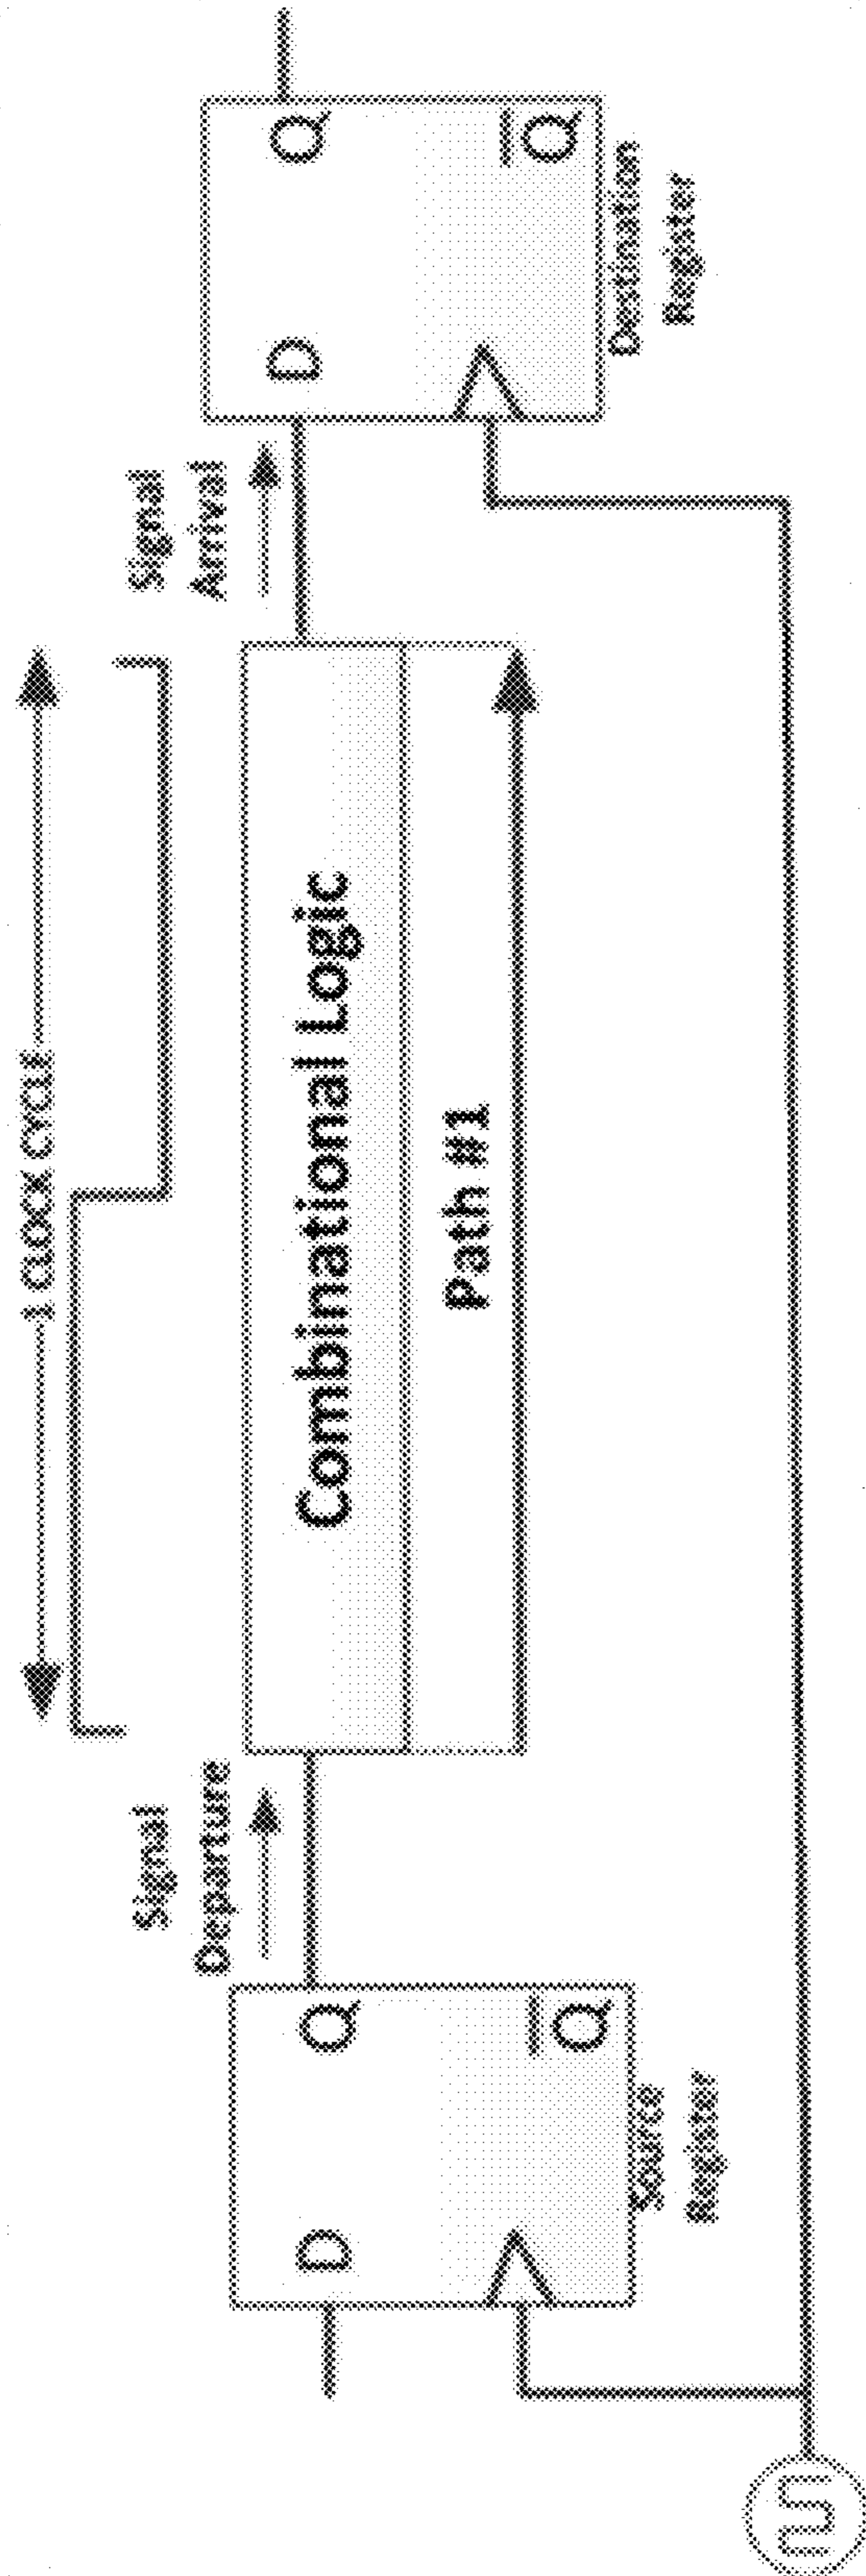 1 CLOCK CYCLE
Signal
Departure
Signal
Arrival
D
Q
Q
Source
Register
Combinational Logic
Path #1
D
Q
Q
Destination
Register